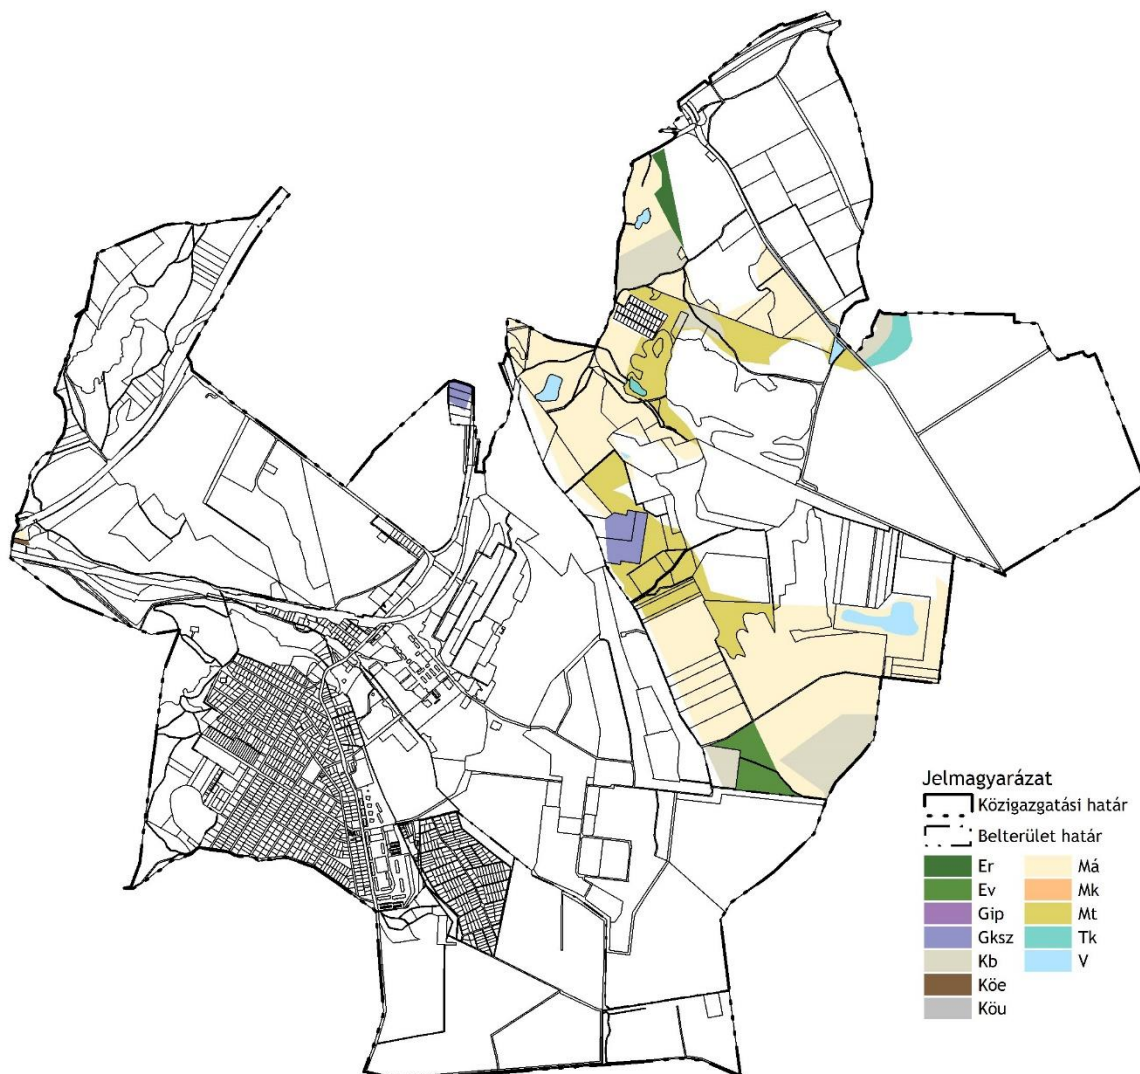 Jelmagyarázat
Közigazgatási határ
Belterület határ
Er
Ev
Gip
Gksz
Kb
Köe
Köu
Má
Mk
Mt
Tk
V